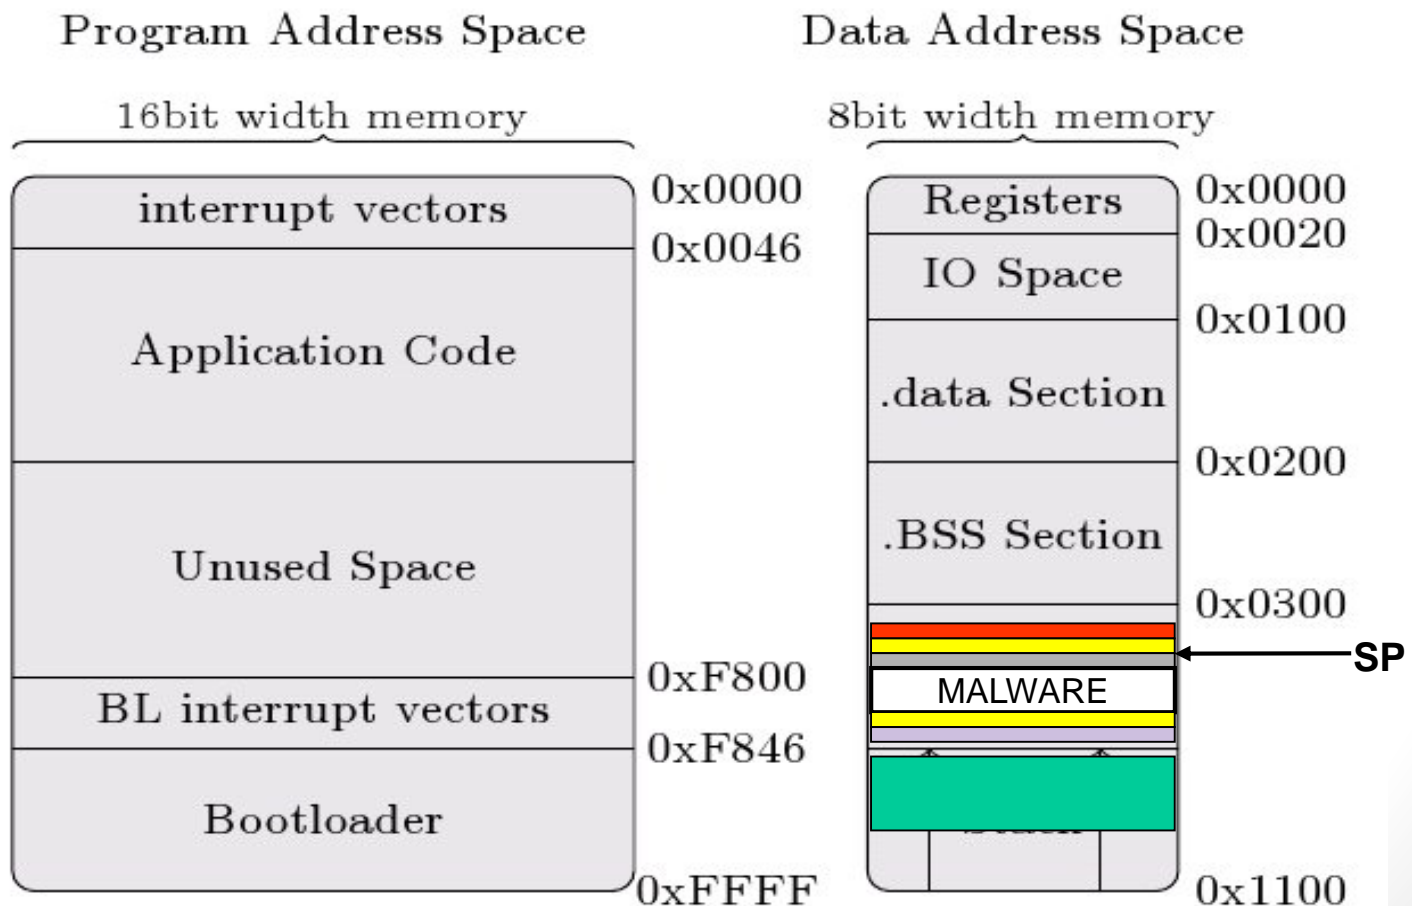 Program Address Space
Data Address Space
16bit width memory
8bit width memory
interrupt vectors
0x0000
0x0046
Application Code
Unused Space
0xF800
BL interrupt vectors
0xF846
Bootloader
0xFFFF
Registers
0x0000
0x0020
IO Space
0x0100
.data Section
0x0200
.BSS Section
0x0300
SP
MALWARE
0x1100